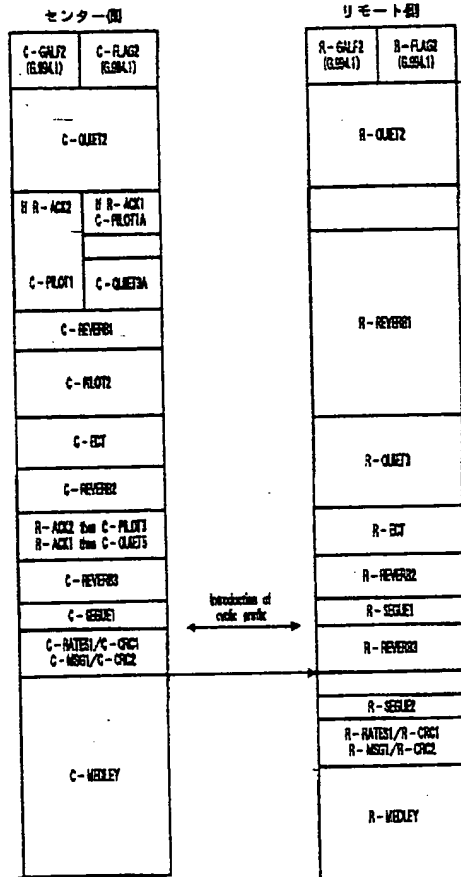 センター側
C-GALF2
(G.994.1)
C-FLAG2
(G.994.1)
C-QUIET2
If R-ACK2
If R-ACK1
C-PILOT1A
C-PILOT1
C-QUIET3A
C-REVERB1
C-PILOT2
C-ECT
C-REVERB2
R-ACK2 then C-PILOT3
R-ACK1 then C-QUIET5
C-REVERB3
C-SEGUE1
C-RATES1/C-CRC1
C-MSG1/C-CRC2
C-MEDLEY
Introduction of
cyclic prefix
リモート側
R-GALF2
(G.994.1)
R-FLAG2
(G.994.1)
R-QUIET2
R-REVERB1
R-QUIET3
R-ECT
R-REVERB2
R-SEGUE1
R-REVERB3
R-SEGUE2
R-RATES1/R-CRC1
R-MSG1/R-CRC2
R-MEDLEY